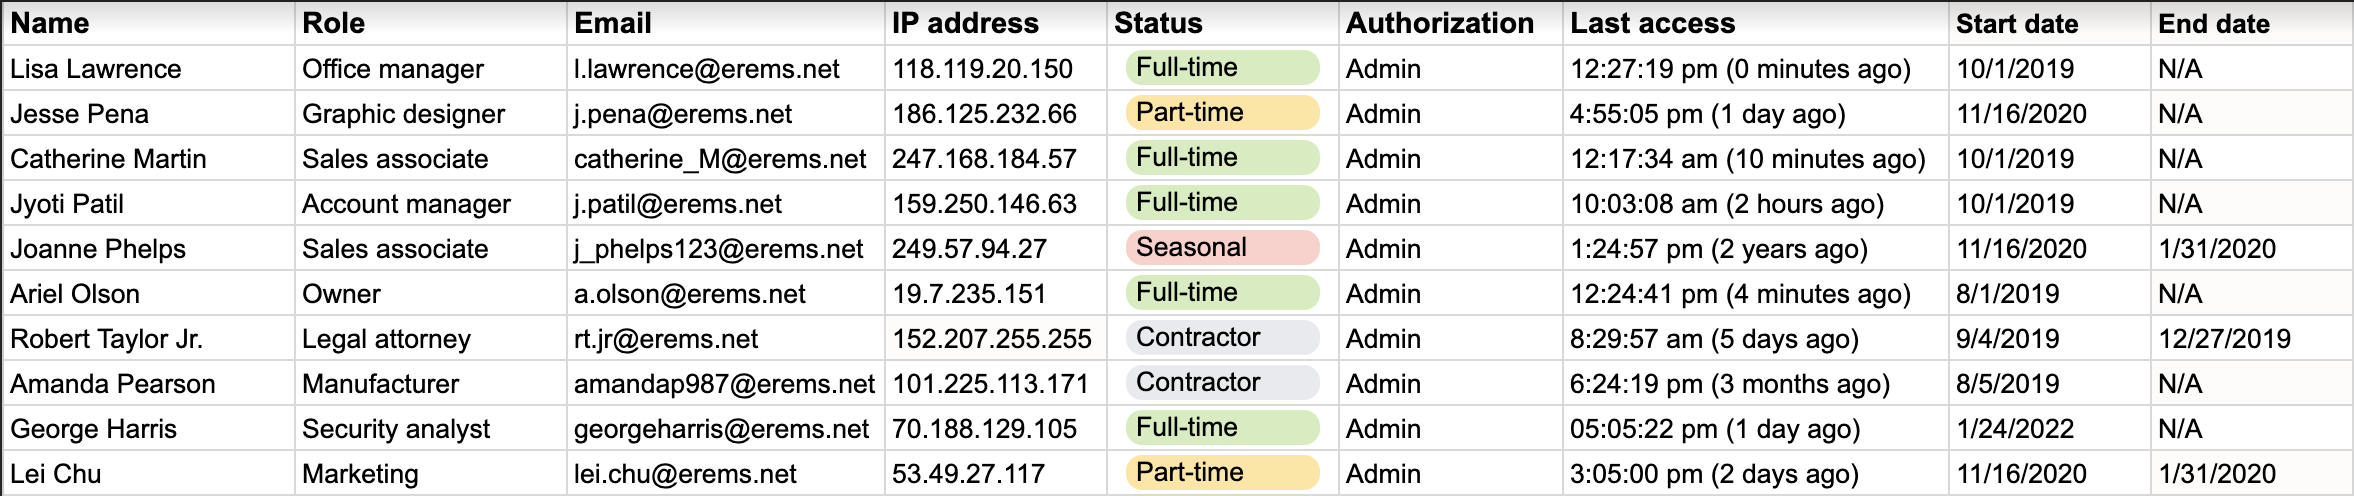 Name Role Email IP address Status Authorization Last access Start date End date
Lisa Lawrence Office manager l.lawrence@erems.net 118.119.20.150 Full-time Admin 12:27:19 pm (0 minutes ago) 10/1/2019 N/A
Jesse Pena Graphic designer j.pena@erems.net 186.125.232.66 Part-time Admin 4:55:05 pm (1 day ago) 11/16/2020 N/A
Catherine Martin Sales associate catherine_M@erems.net 247.168.184.57 Full-time Admin 12:17:34 am (10 minutes ago) 10/1/2019 N/A
Jyoti Patil Account manager j.patil@erems.net 159.250.146.63 Full-time Admin 10:03:08 am (2 hours ago) 10/1/2019 N/A
Joanne Phelps Sales associate j_phelps123@erems.net 249.57.94.27 Seasonal Admin 1:24:57 pm (2 years ago) 11/16/2020 1/31/2020
Ariel Olson Owner a.olson@erems.net 19.7.235.151 Full-time Admin 12:24:41 pm (4 minutes ago) 8/1/2019 N/A
Robert Taylor Jr. Legal attorney rt.jr@erems.net 152.207.255.255 Contractor Admin 8:29:57 am (5 days ago) 9/4/2019 12/27/2019
Amanda Pearson Manufacturer amandap987@erems.net 101.225.113.171 Contractor Admin 6:24:19 pm (3 months ago) 8/5/2019 N/A
George Harris Security analyst georgeharris@erems.net 70.188.129.105 Full-time Admin 05:05:22 pm (1 day ago) 1/24/2022 N/A
Lei Chu Marketing lei.chu@erems.net 53.49.27.117 Part-time Admin 3:05:00 pm (2 days ago) 11/16/2020 1/31/2020